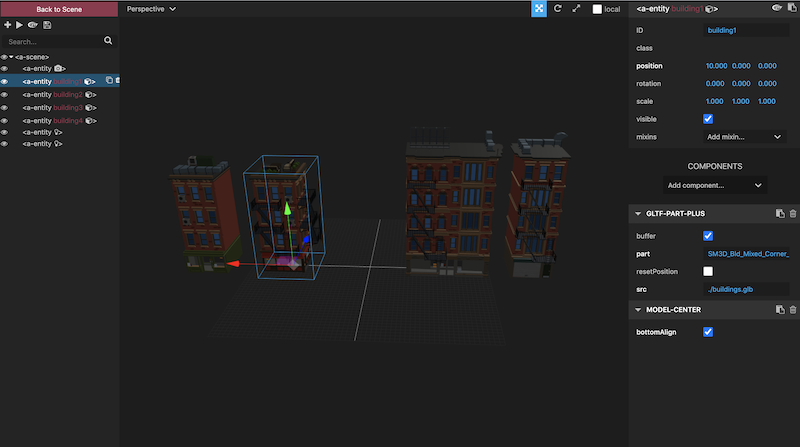 Back to Scene
Perspective
local
<a-entity building1>
Search...
<a-scene>
<a-entity
<a-entity building1>
<a-entity building2>
<a-entity building3>
<a-entity building4>
<a-entity
<a-entity
ID building1
class
position 10.000 0.000 0.000
rotation 0.000 0.000 0.000
scale 1.000 1.000 1.000
visible
mixins Add mixin...
COMPONENTS
Add component...
GLTF-PART-PLUS
buffer
part SM3D_Bld_Mixed_Corner_
resetPosition
src ./buildings.glb
MODEL-CENTER
bottomAlign